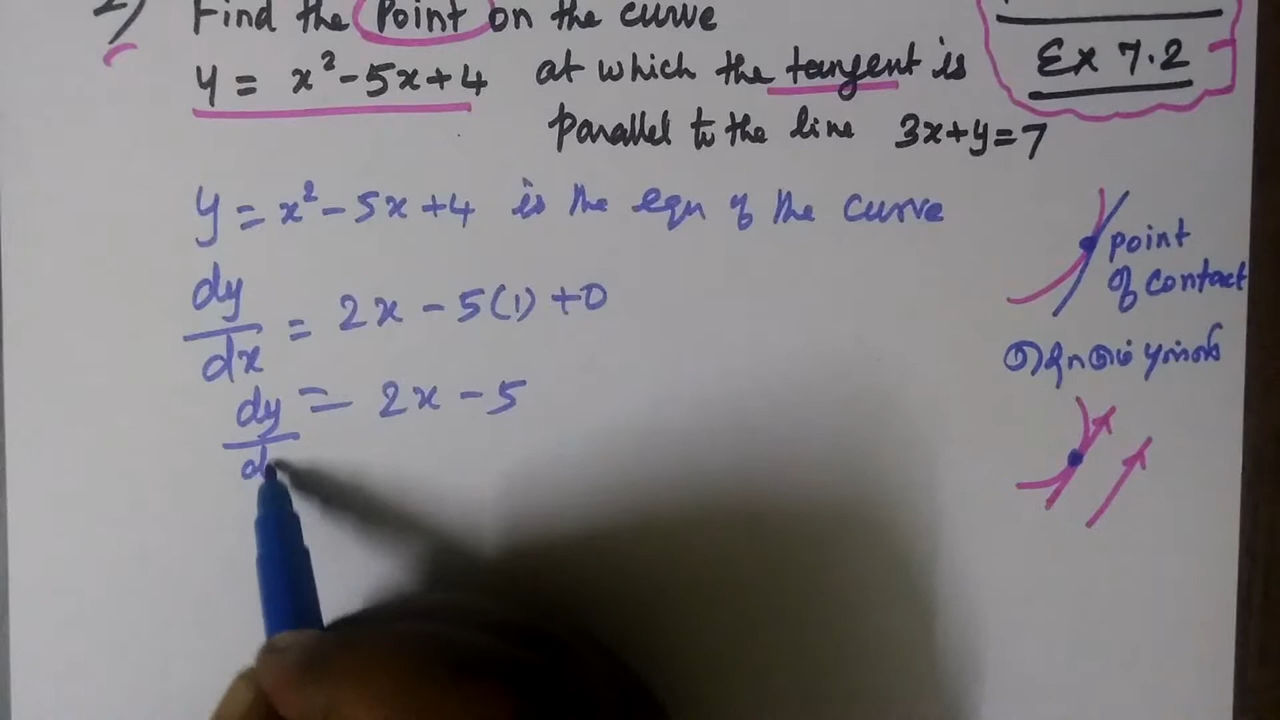 2) Find the Point on the curve
y = x² - 5x + 4 at which the tangent is
parallel to the line 3x+y=7
Ex 7.2
y = x² - 5x + 4 is the eqn of the curve
dy/dx = 2x - 5(1) + 0
dy/d = 2x - 5
point
of contact